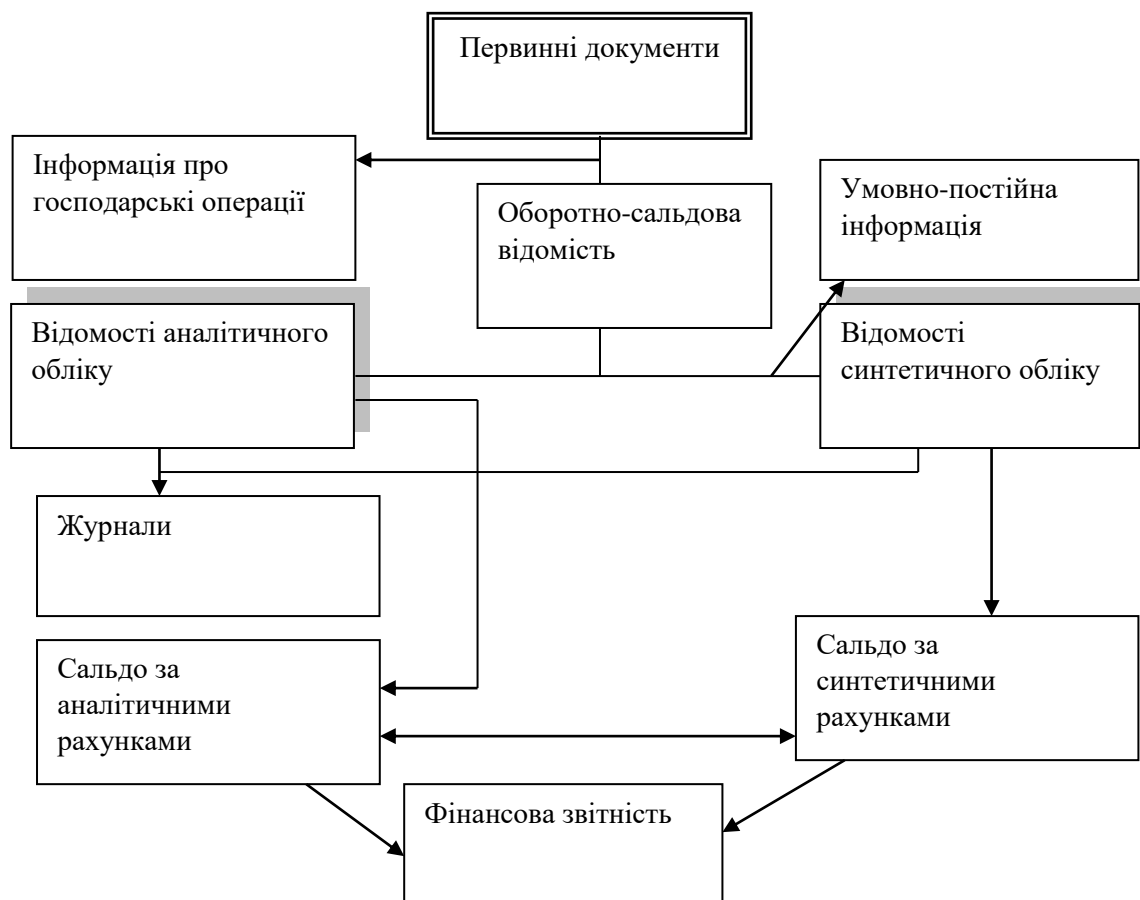 Первинні документи
Інформація про
господарські операції
Оборотно-сальдова
відомість
Умовно-постійна
інформація
Відомості аналітичного
обліку
Відомості
синтетичного обліку
Журнали
Сальдо за
аналітичними
рахунками
Сальдо за
синтетичними
рахунками
Фінансова звітність